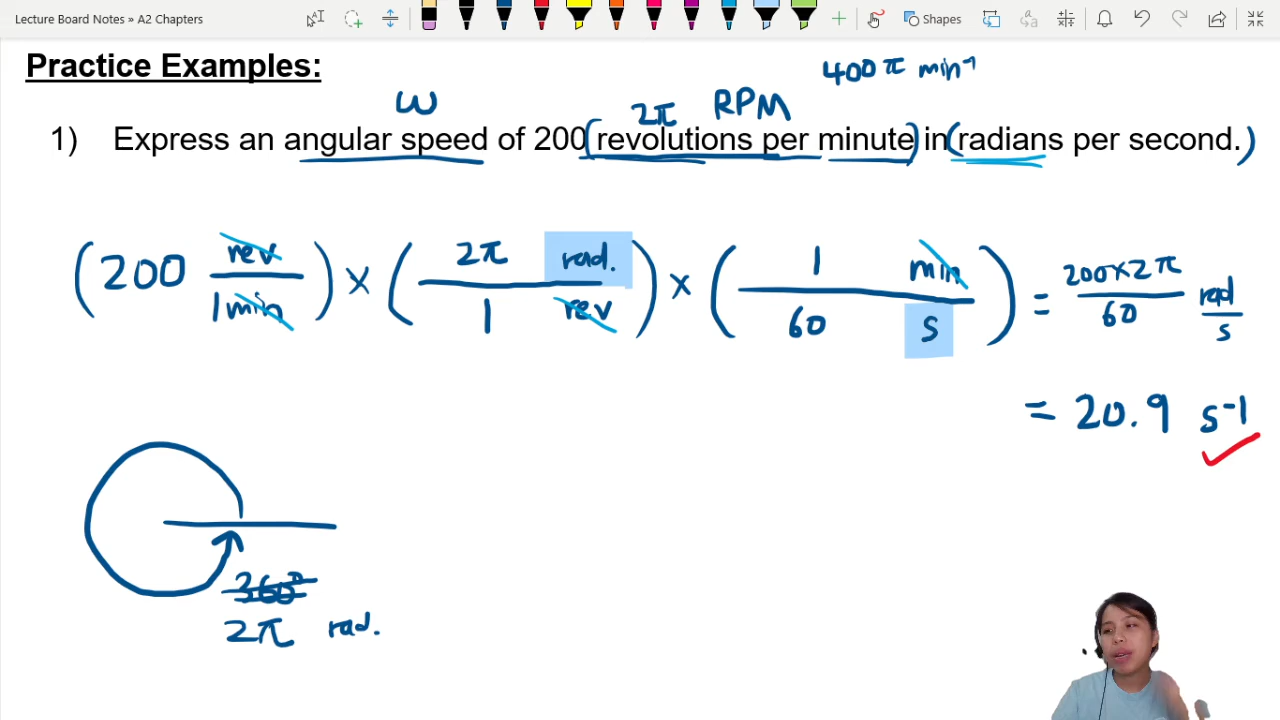 Lecture Board Notes » A2 Chapters
Shapes
Practice Examples:
400π min⁻¹
ω 2π RPM
1) Express an angular speed of 200 (revolutions per minute) in (radians per second.)
(200 rev/1 min) × (2π rad./1 rev) × (1 min/60 s) = 200×2π/60 rad/s
= 20.9 s⁻¹
360°
2π rad.